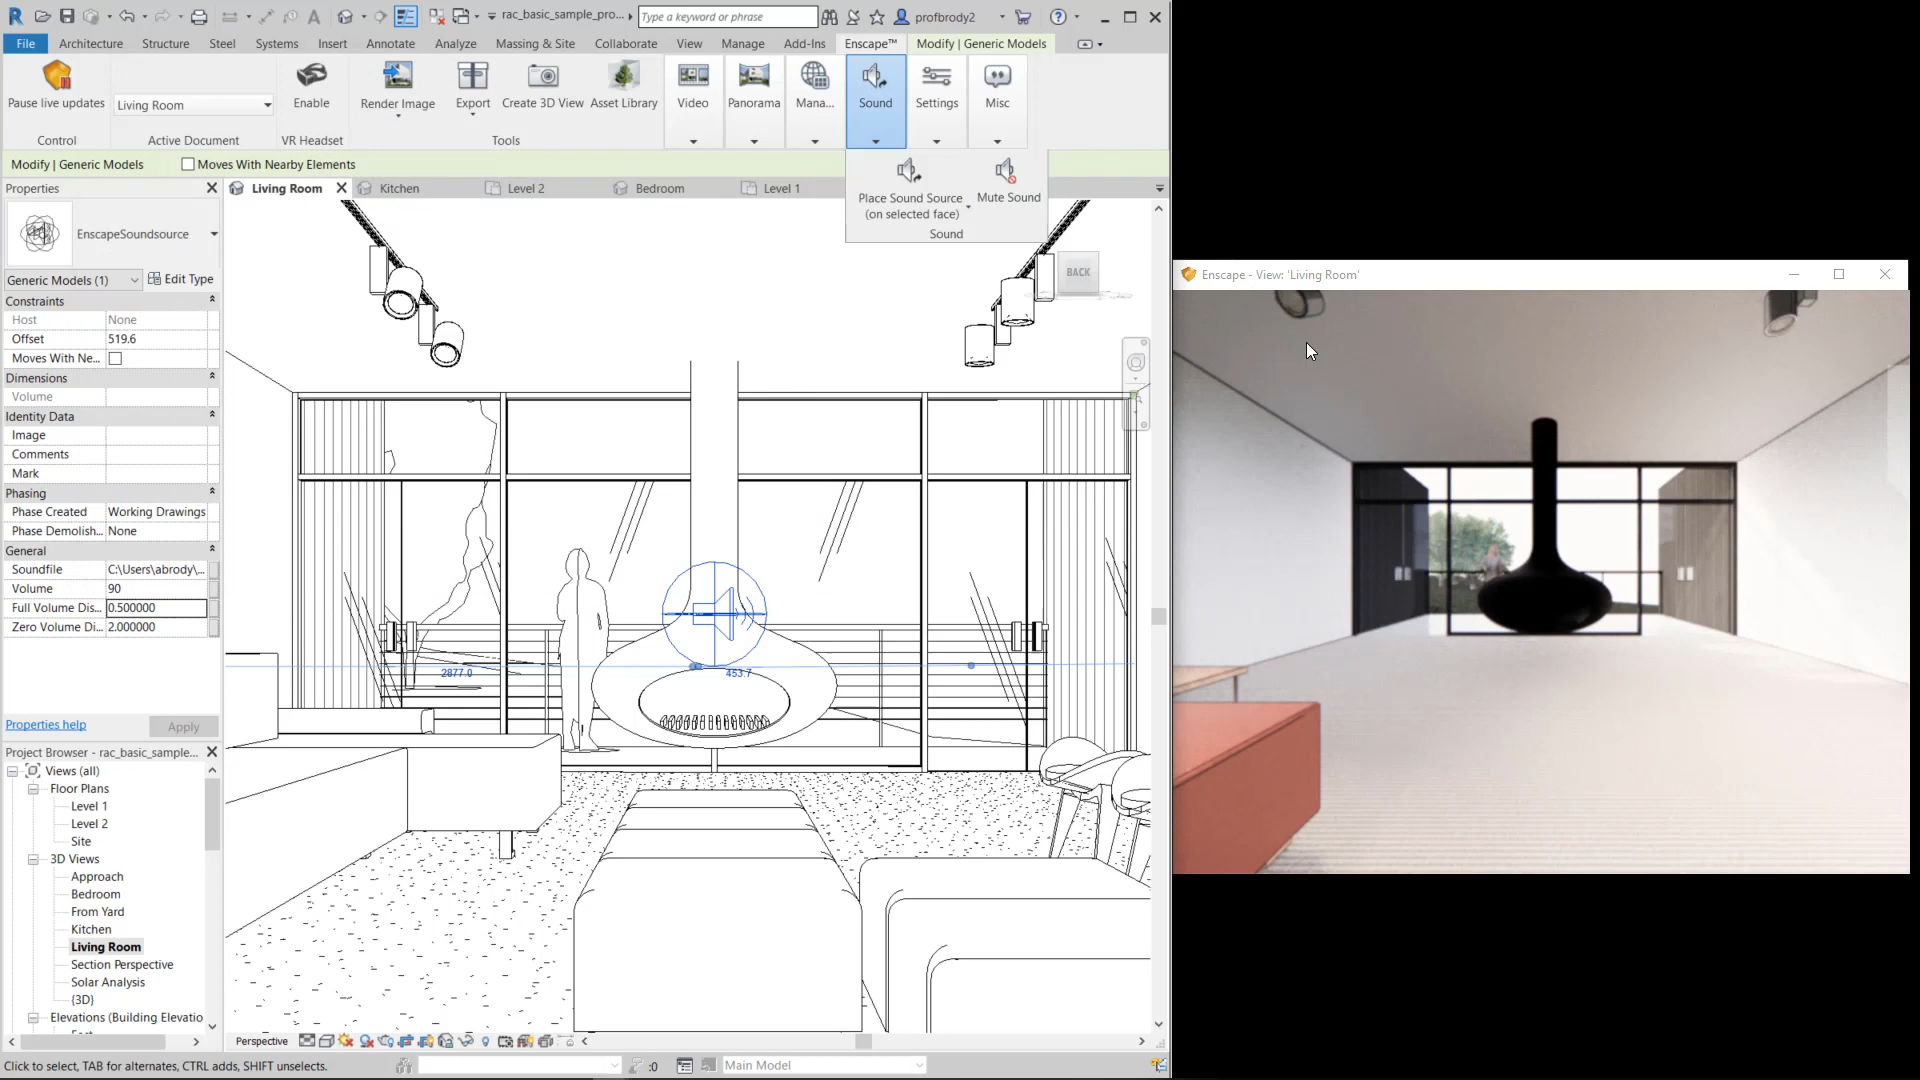 rac_basic_sample_pro...
Type a keyword or phrase
profbrody2
File Architecture Structure Steel Systems Insert Annotate Analyze Massing & Site Collaborate View Manage Add-Ins Enscape™ Modify | Generic Models
Pause live updates
Living Room
Enable
Render Image
Export
Create 3D View
Asset Library
Video
Panorama
Mana...
Sound
Settings
Misc
Control
Active Document
VR Headset
Tools
Modify | Generic Models
Moves With Nearby Elements
Place Sound Source
(on selected face)
Mute Sound
Sound
Properties
Living Room
Kitchen
Level 2
Bedroom
Level 1
EnscapeSoundsource
Generic Models (1)
Edit Type
Constraints
Host None
Offset 519.6
Moves With Ne...
Dimensions
Volume
Identity Data
Image
Comments
Mark
Phasing
Phase Created Working Drawings
Phase Demolish... None
General
Soundfile C:\Users\abrody\...
Volume 90
Full Volume Dis... 0.500000
Zero Volume Di... 2.000000
Properties help
Apply
BACK
2877.0
453.7
Project Browser - rac_basic_sample...
Views (all)
Floor Plans
Level 1
Level 2
Site
3D Views
Approach
Bedroom
From Yard
Kitchen
Living Room
Section Perspective
Solar Analysis
{3D}
Elevations (Building Elevatio
Perspective
Click to select, TAB for alternates, CTRL adds, SHIFT unselects.
:0
Main Model
Enscape - View: 'Living Room'